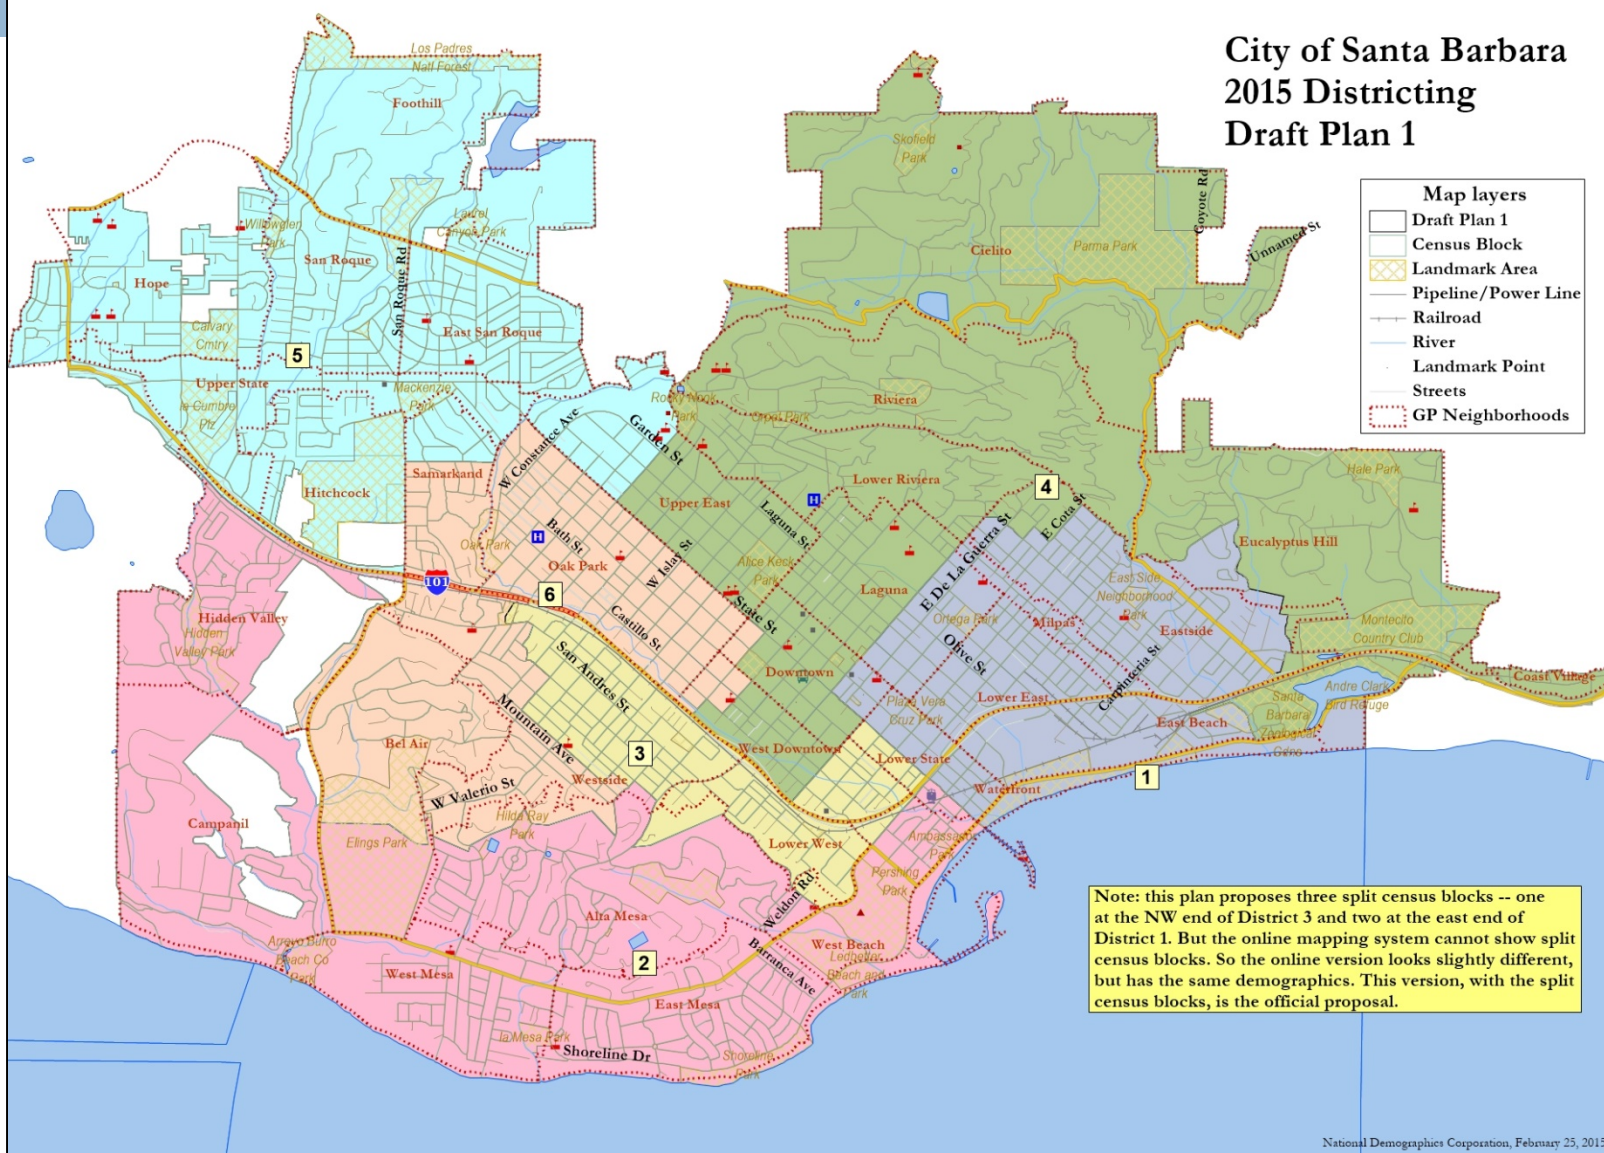 City of Santa Barbara
2015 Districting
Draft Plan 1
Map layers
Draft Plan 1
Census Block
Landmark Area
Pipeline/Power Line
Railroad
River
Landmark Point
Streets
GP Neighborhoods
Los Padres
Natl Forest
Foothill
Skofield
Park
Coyote Rd
Laurel
Canyon Park
Willowglen
Park
San Roque
San Roque Rd
Cielito
Parma Park
Unnamed St
Hope
Calvary
Cmtry
East San Roque
5
Upper State
la Cumbre
Plz
Mackenzie
Park
Rocky Nook
Park
Orpet Park
Riviera
W Constance Ave
Garden St
Samarkand
Hitchcock
Upper East
Lower Riviera
4
Hale Park
H
Laguna St
E Cota St
Oak Park
H
Bath St
Oak Park
W Islay St
Alice Keck
Park
E De La Guerra St
Eucalyptus Hill
101
6
State St
Laguna
East Side
Neighborhood
Park
Hidden Valley
Hidden
Valley Park
Castillo St
Ortega Park
Milpas
Eastside
Montecito
Country Club
San Andres St
Olive St
Carpinteria St
Downtown
Coast Village
Mountain Ave
Plaza Vera
Cruz Park
Lower East
Andre Clark
Bird Refuge
Santa
Barbara
Zoological
East Beach
Bel Air
3
Westside
West Downtown
Lower State
W Valerio St
Waterfront
1
Campanil
Hilda Ray
Park
Elings Park
Lower West
Ambassador
Park
Pershing
Park
Weldon Rd
Alta Mesa
Arroyo Burro
Beach Co
Park
West Beach
Ledbetter
Beach and
Park
Barranca Ave
West Mesa
2
East Mesa
la Mesa Park
Shoreline Dr
Shoreline
Park
Note: this plan proposes three split census blocks -- one
at the NW end of District 3 and two at the east end of
District 1. But the online mapping system cannot show split
census blocks. So the online version looks slightly different,
but has the same demographics. This version, with the split
census blocks, is the official proposal.
National Demographics Corporation, February 25, 2015